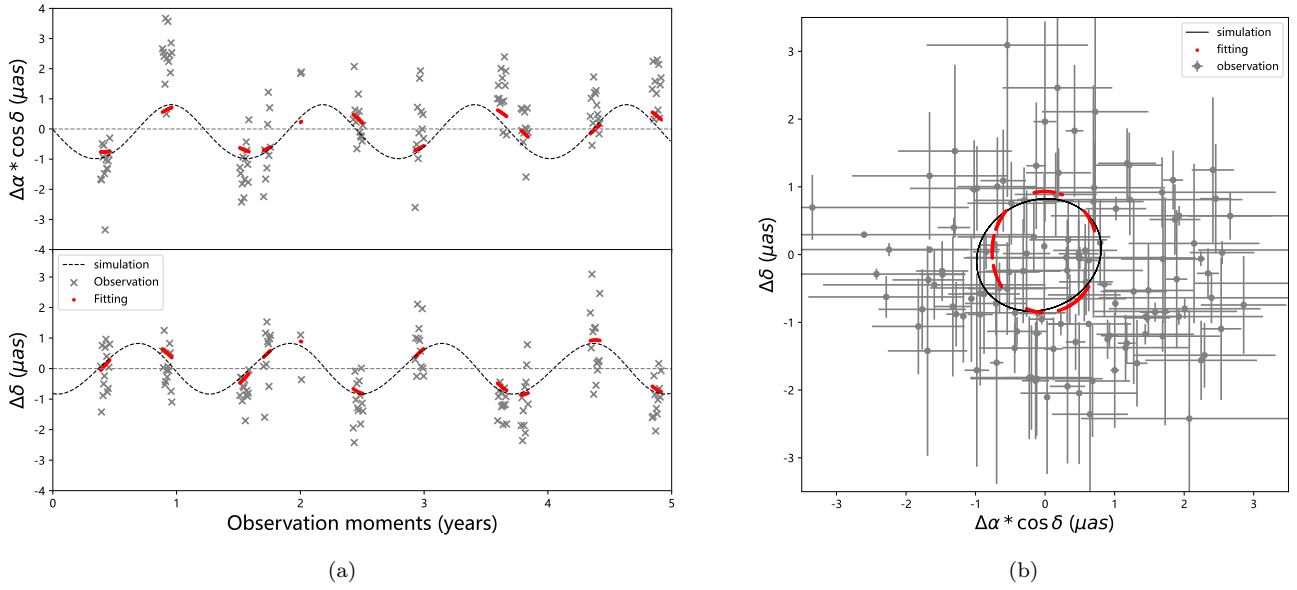 4
3
2
1
0
-1
-2
-3
-4
Δα* cos δ (μas)
simulation
Observation
Fitting
3
2
1
0
-1
-2
-3
-4
Δδ (μas)
0 1 2 3 4 5
Observation moments (years)
(a)
simulation
fitting
observation
3
2
1
0
-1
-2
-3
Δδ (μas)
-3 -2 -1 0 1 2 3
Δα* cos δ (μas)
(b)